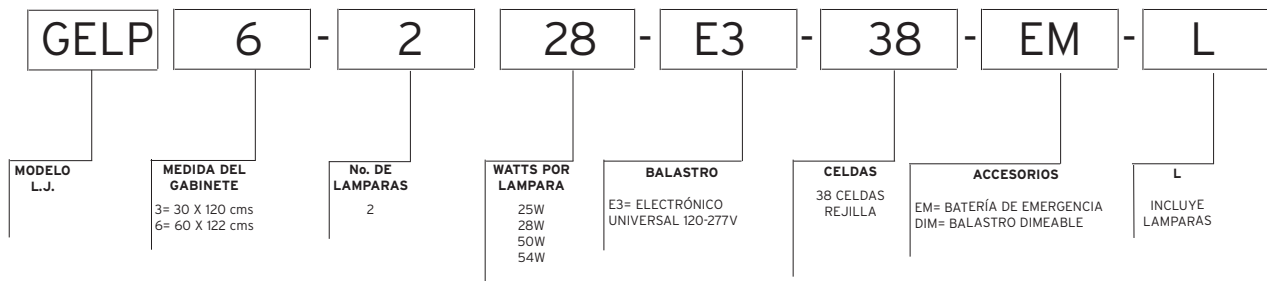 GELP 6 - 2 28 - E3 - 38 - EM - L
MODELO
L.J.
MEDIDA DEL
GABINETE
3= 30 X 120 cms
6= 60 X 122 cms
No. DE
LAMPARAS
2
WATTS POR
LAMPARA
25W
28W
50W
54W
BALASTRO
E3= ELECTRÓNICO
UNIVERSAL 120-277V
CELDAS
38 CELDAS
REJILLA
ACCESORIOS
EM= BATERÍA DE EMERGENCIA
DIM= BALASTRO DIMEABLE
L
INCLUYE
LAMPARAS